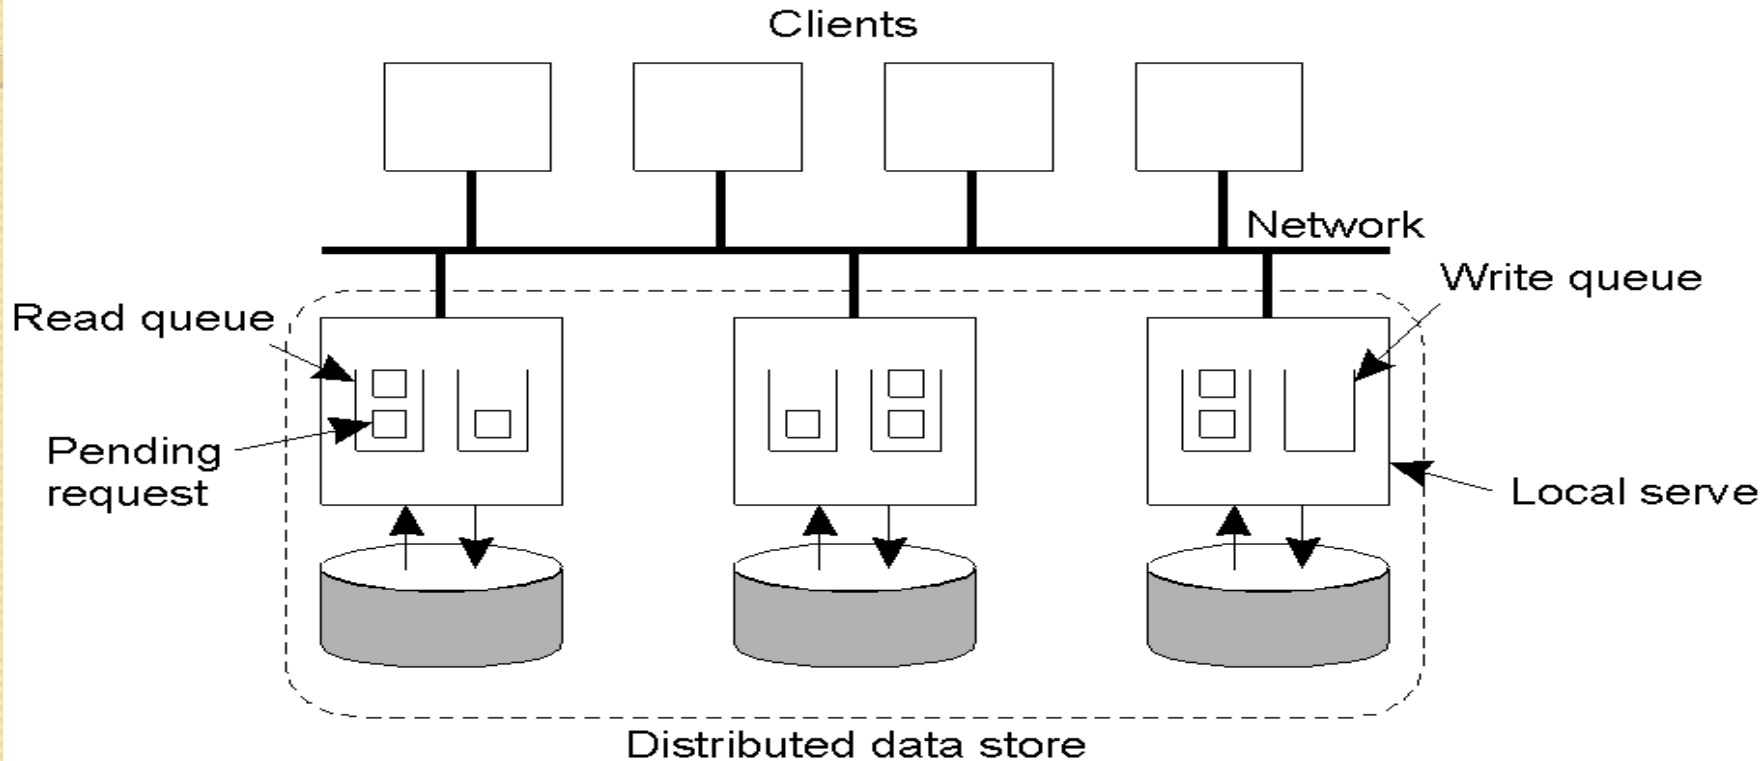 Clients
Network
Write queue
Read queue
Pending
request
Local serve
Distributed data store